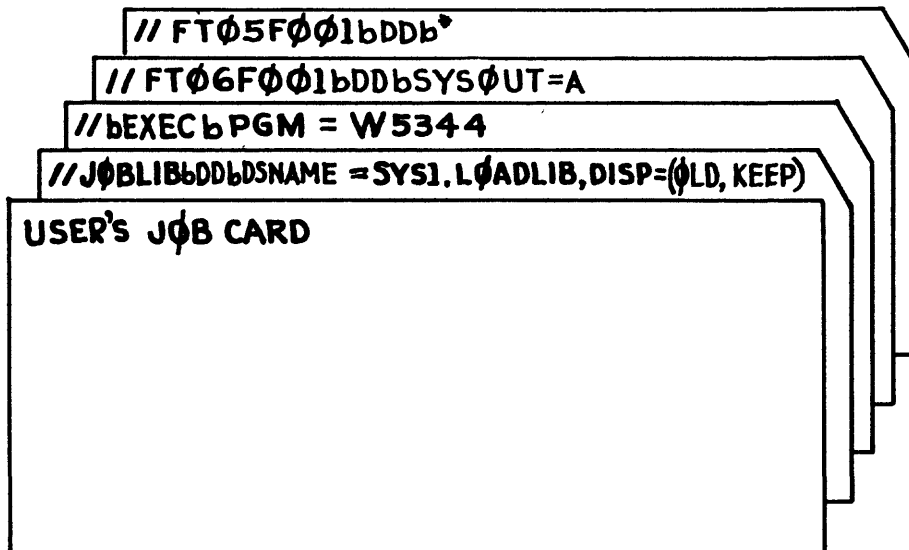 // FTØ5FØØ1bDDb*
// FTØ6FØØ1bDDbSYSØUT=A
//bEXECbPGM = W5344
//JØBLIBbDDbDSNAME =SYS1.LØADLIB,DISP=(ØLD, KEEP)
USER'S JØB CARD